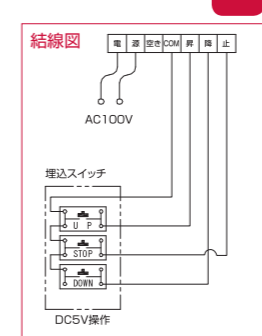 結線図
電 源 空き COM 昇 降 止
AC100V
埋込スイッチ
UP
STOP
DOWN
DC5V操作